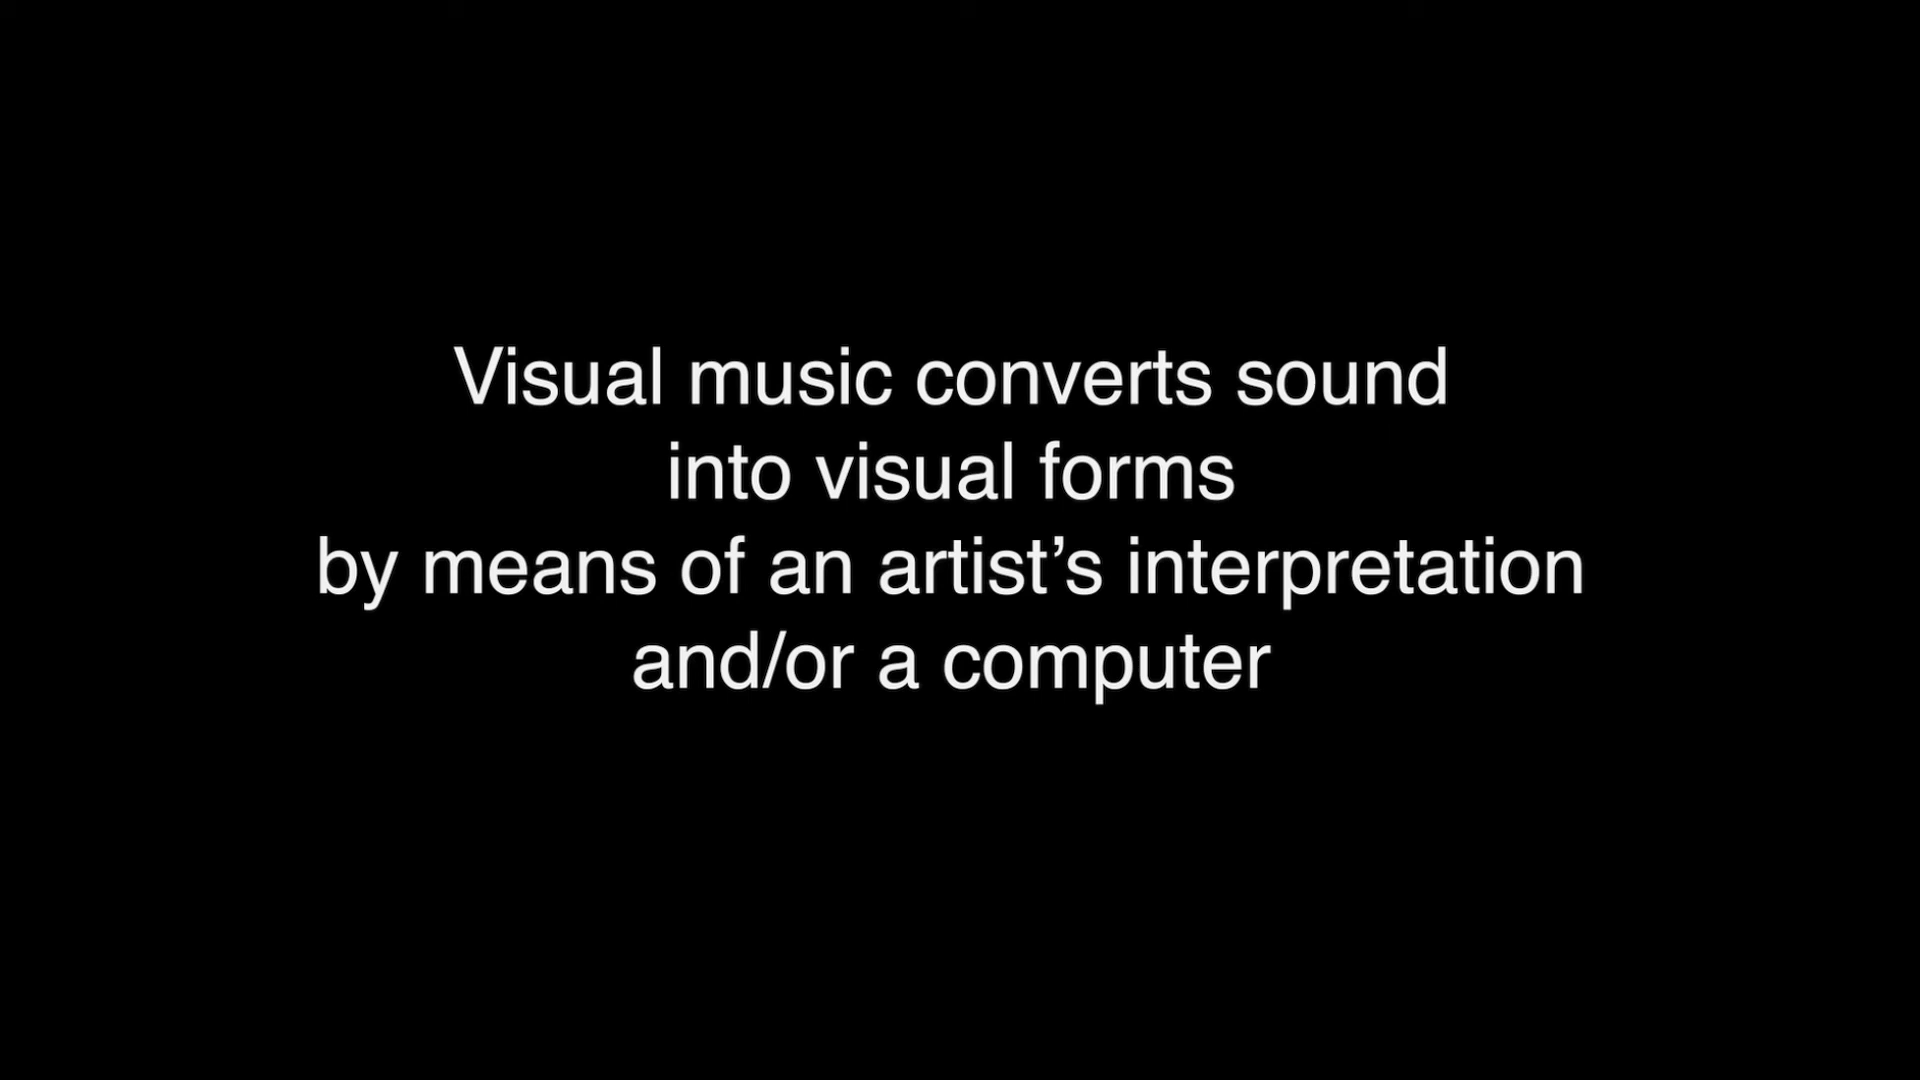 Visual music converts sound
into visual forms
by means of an artist’s interpretation
and/or a computer